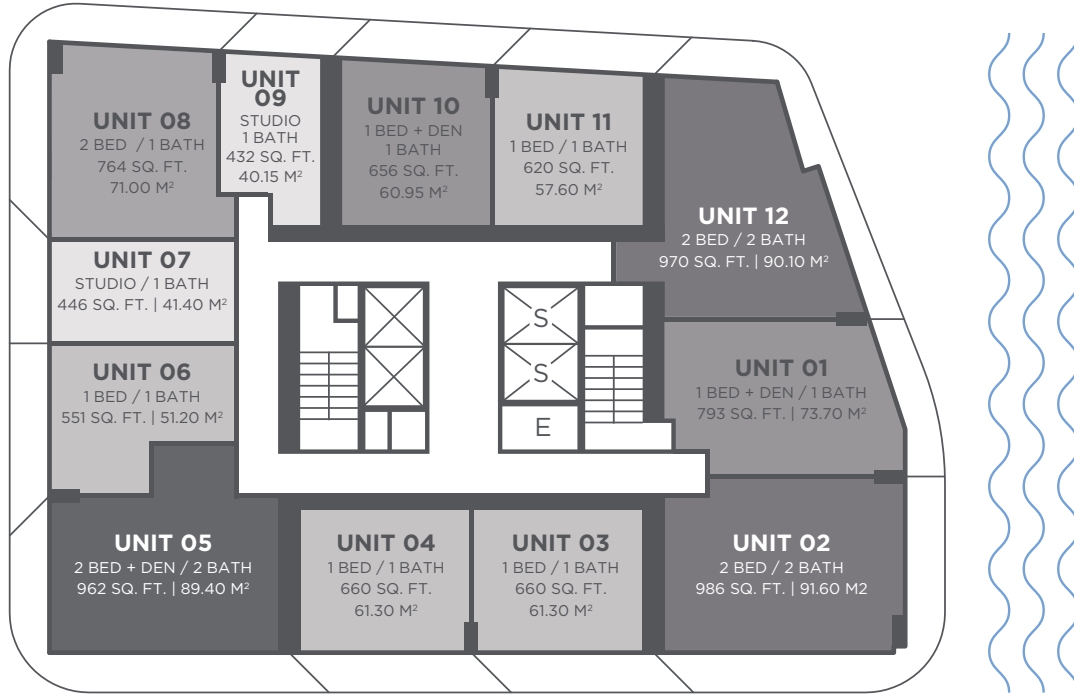 UNIT 08
2 BED / 1 BATH
764 SQ. FT.
71.00 M²
UNIT
09
STUDIO
1 BATH
432 SQ. FT.
40.15 M²
UNIT 10
1 BED + DEN
1 BATH
656 SQ. FT.
60.95 M²
UNIT 11
1 BED / 1 BATH
620 SQ. FT.
57.60 M²
UNIT 12
2 BED / 2 BATH
970 SQ. FT. | 90.10 M²
UNIT 07
STUDIO / 1 BATH
446 SQ. FT. | 41.40 M²
S
S
E
UNIT 06
1 BED / 1 BATH
551 SQ. FT. | 51.20 M²
UNIT 01
1 BED + DEN / 1 BATH
793 SQ. FT. | 73.70 M²
UNIT 05
2 BED + DEN / 2 BATH
962 SQ. FT. | 89.40 M²
UNIT 04
1 BED / 1 BATH
660 SQ. FT.
61.30 M²
UNIT 03
1 BED / 1 BATH
660 SQ. FT.
61.30 M²
UNIT 02
2 BED / 2 BATH
986 SQ. FT. | 91.60 M2